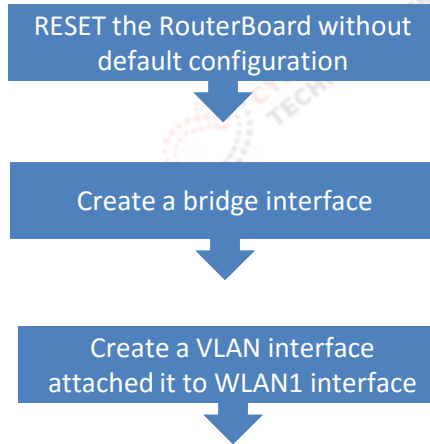 RESET the RouterBoard without
default configuration
Create a bridge interface
Create a VLAN interface
attached it to WLAN1 interface